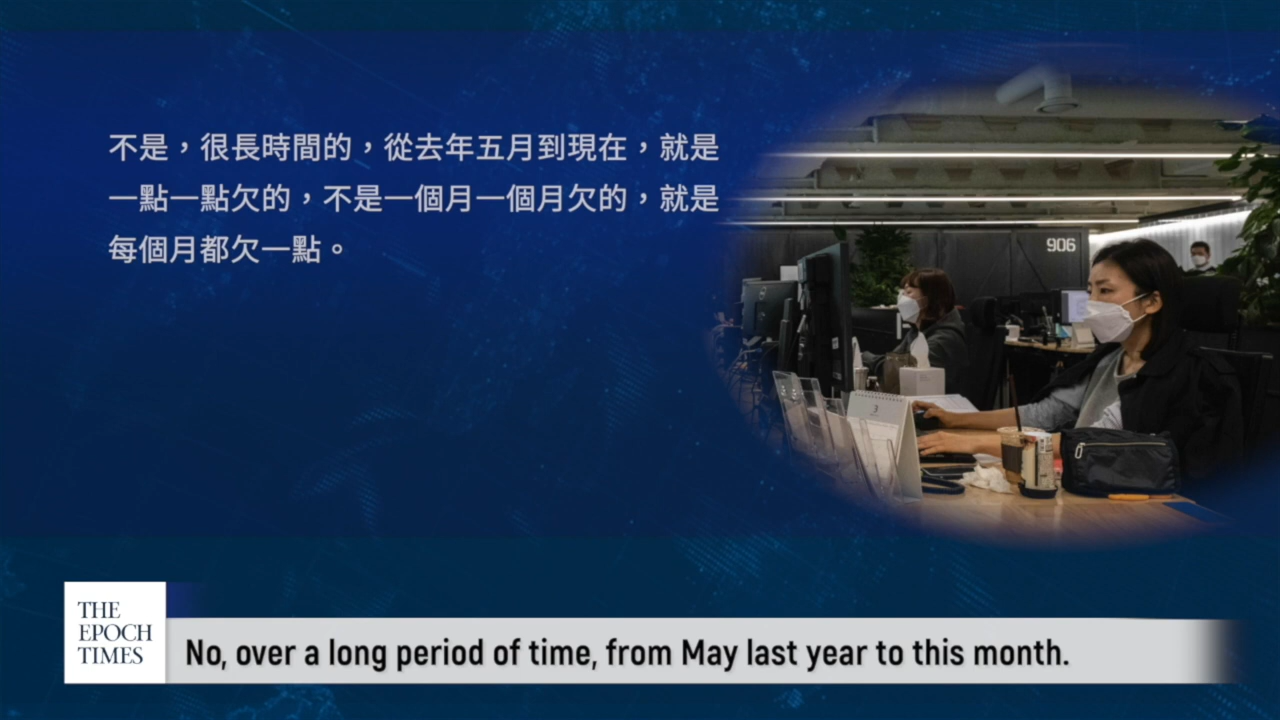 不是，很長時間的，從去年五月到現在，就是
一點一點欠的，不是一個月一個月欠的，就是
每個月都欠一點。
906
3
THE
EPOCH
TIMES
No, over a long period of time, from May last year to this month.